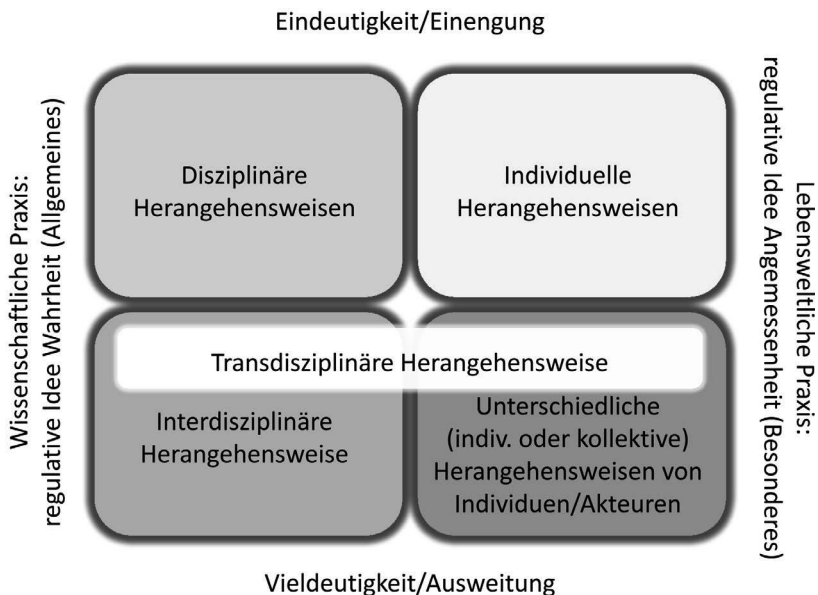 Eindeutigkeit/Einengung
Wissenschaftliche Praxis:
regulative Idee Wahrheit (Allgemeines)
Disziplinäre
Herangehensweisen
Individuelle
Herangehensweisen
Transdisziplinäre Herangehensweise
Interdisziplinäre
Herangehensweise
Unterschiedliche
(indiv. oder kollektive)
Herangehensweisen von
Individuen/Akteuren
Lebensweltliche Praxis:
regulative Idee Angemessenheit (Besonderes)
Vieldeutigkeit/Ausweitung